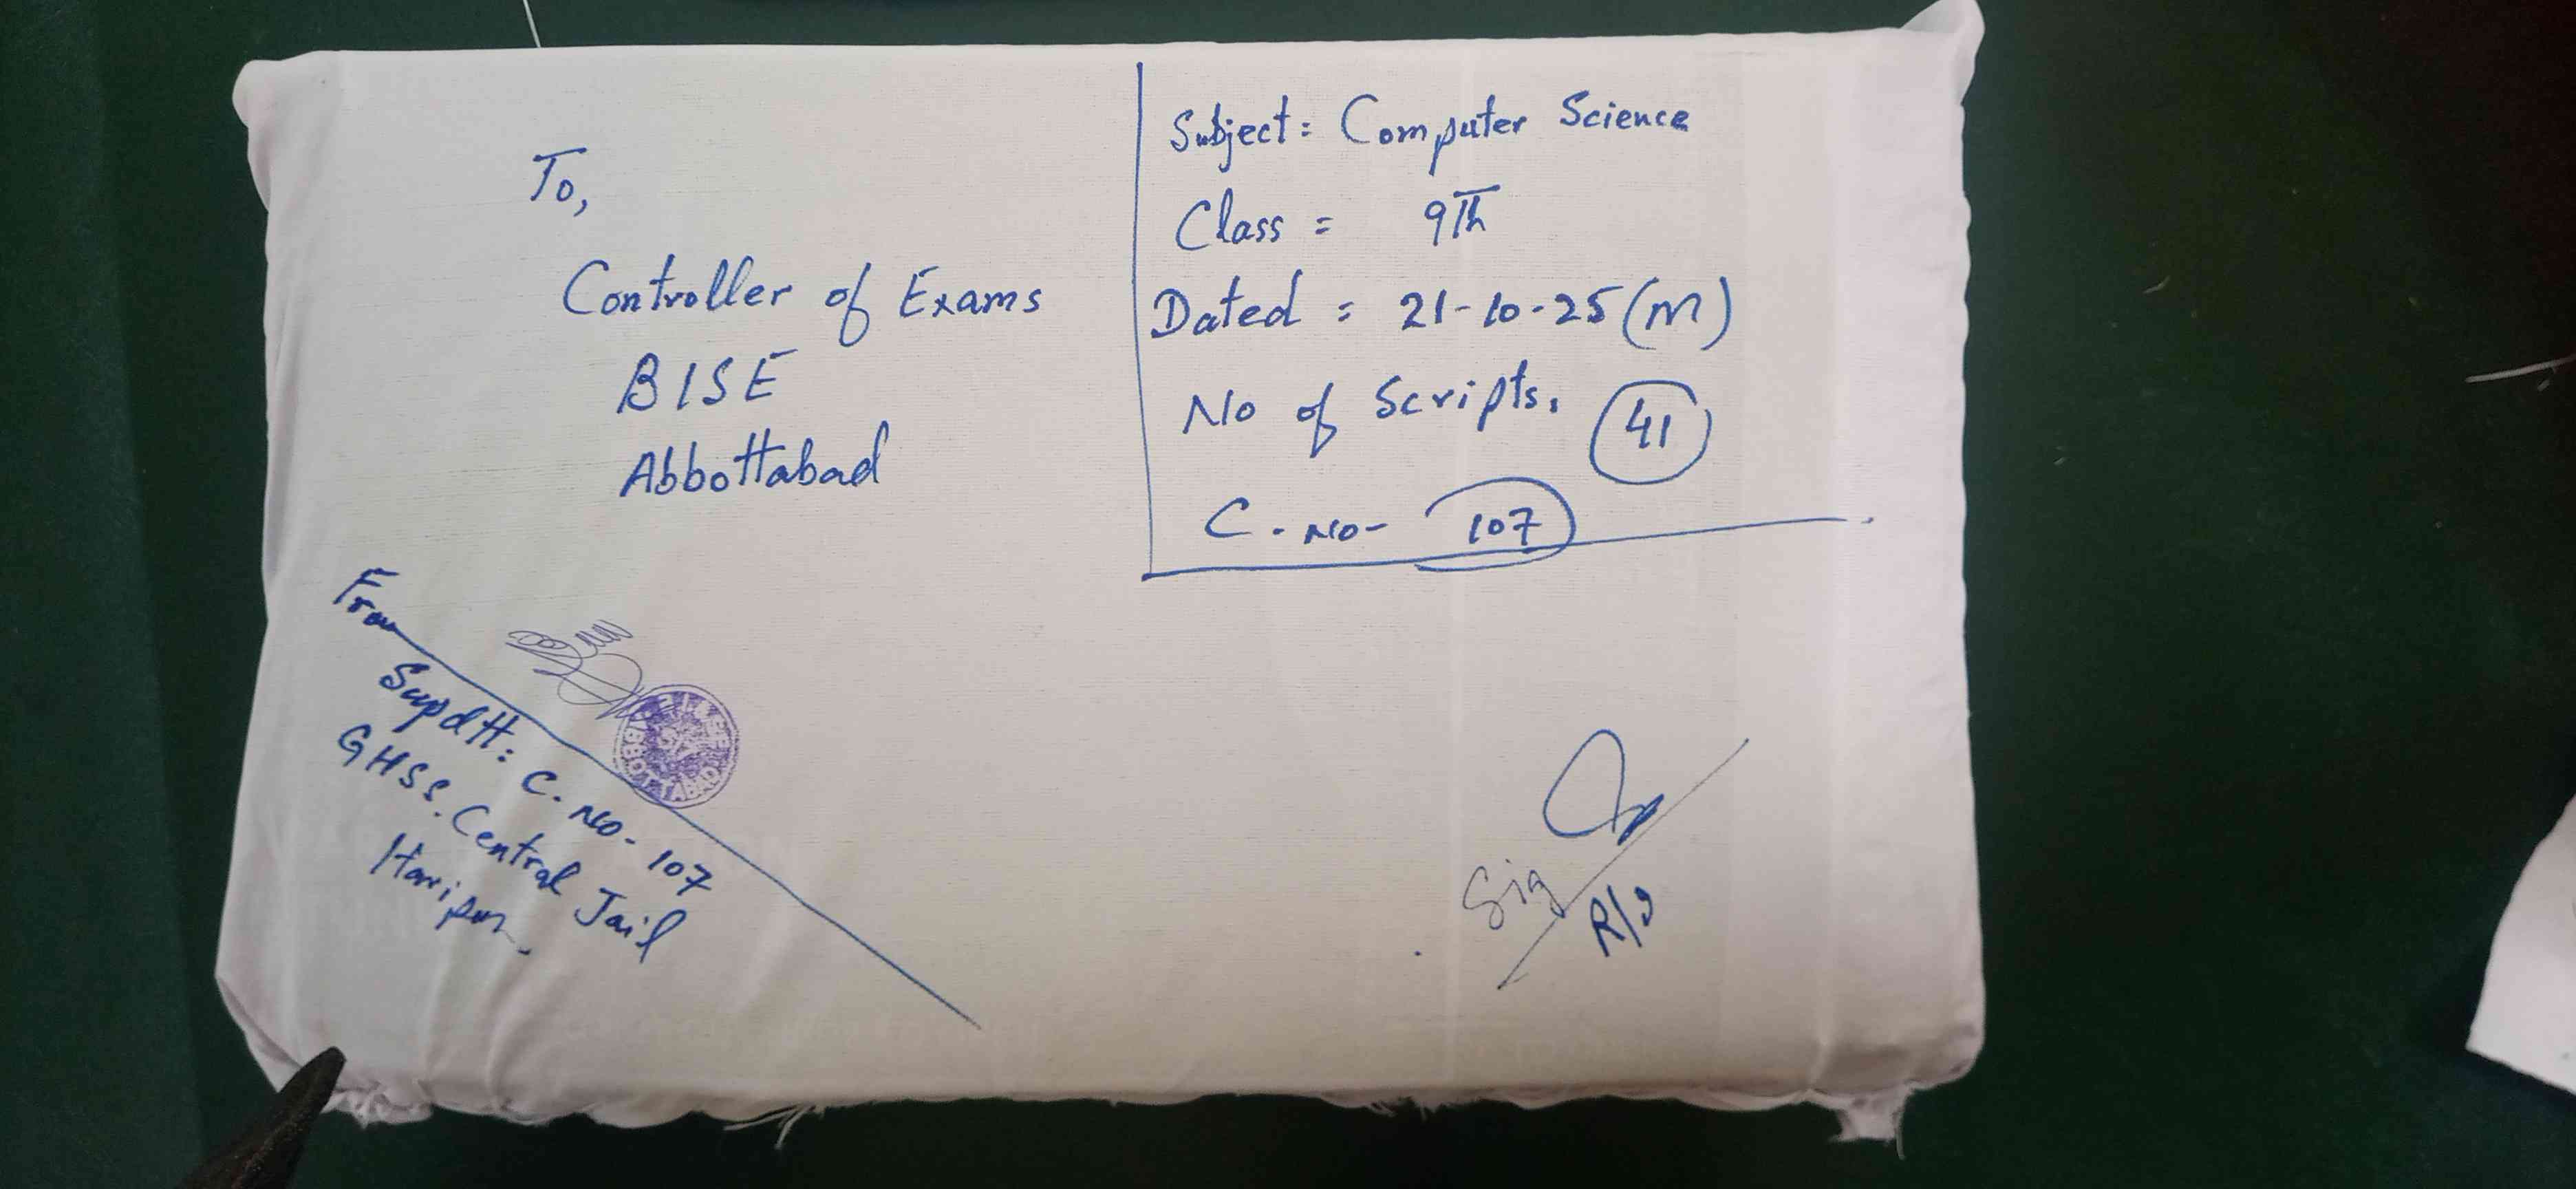 To,
Controller of Exams
BISE
Abbottabad
Subject: Computer Science
Class = 9Th
Dated = 21-10-25 (M)
No of Scripts. 41
C. No- 107
From
Supdtt: C. No- 107
GHSS. Central Jail
Haripur.
ABBOTTABAD
Sig
R/S